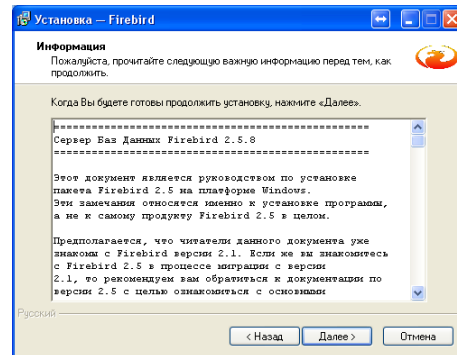 Установка — Firebird
Информация
Пожалуйста, прочитайте следующую важную информацию перед тем, как
продолжить.
Когда Вы будете готовы продолжить установку, нажмите «Далее».
==================================================
Сервер Баз Данных Firebird 2.5.8
==================================================
Этот документ является руководством по установке
пакета Firebird 2.5 на платформе Windows.
Эти замечания относятся именно к установке программы,
а не к самому продукту Firebird 2.5 в целом.
Предполагается, что читатели данного документа уже
знакомы с Firebird версии 2.1. Если же вы знакомитесь
с Firebird 2.5 в процессе миграции с версии
2.1, то рекомендуем вам обратиться к документации по
версии 2.5 с целью ознакомиться с основными
Русский
< Назад
Далее >
Отмена